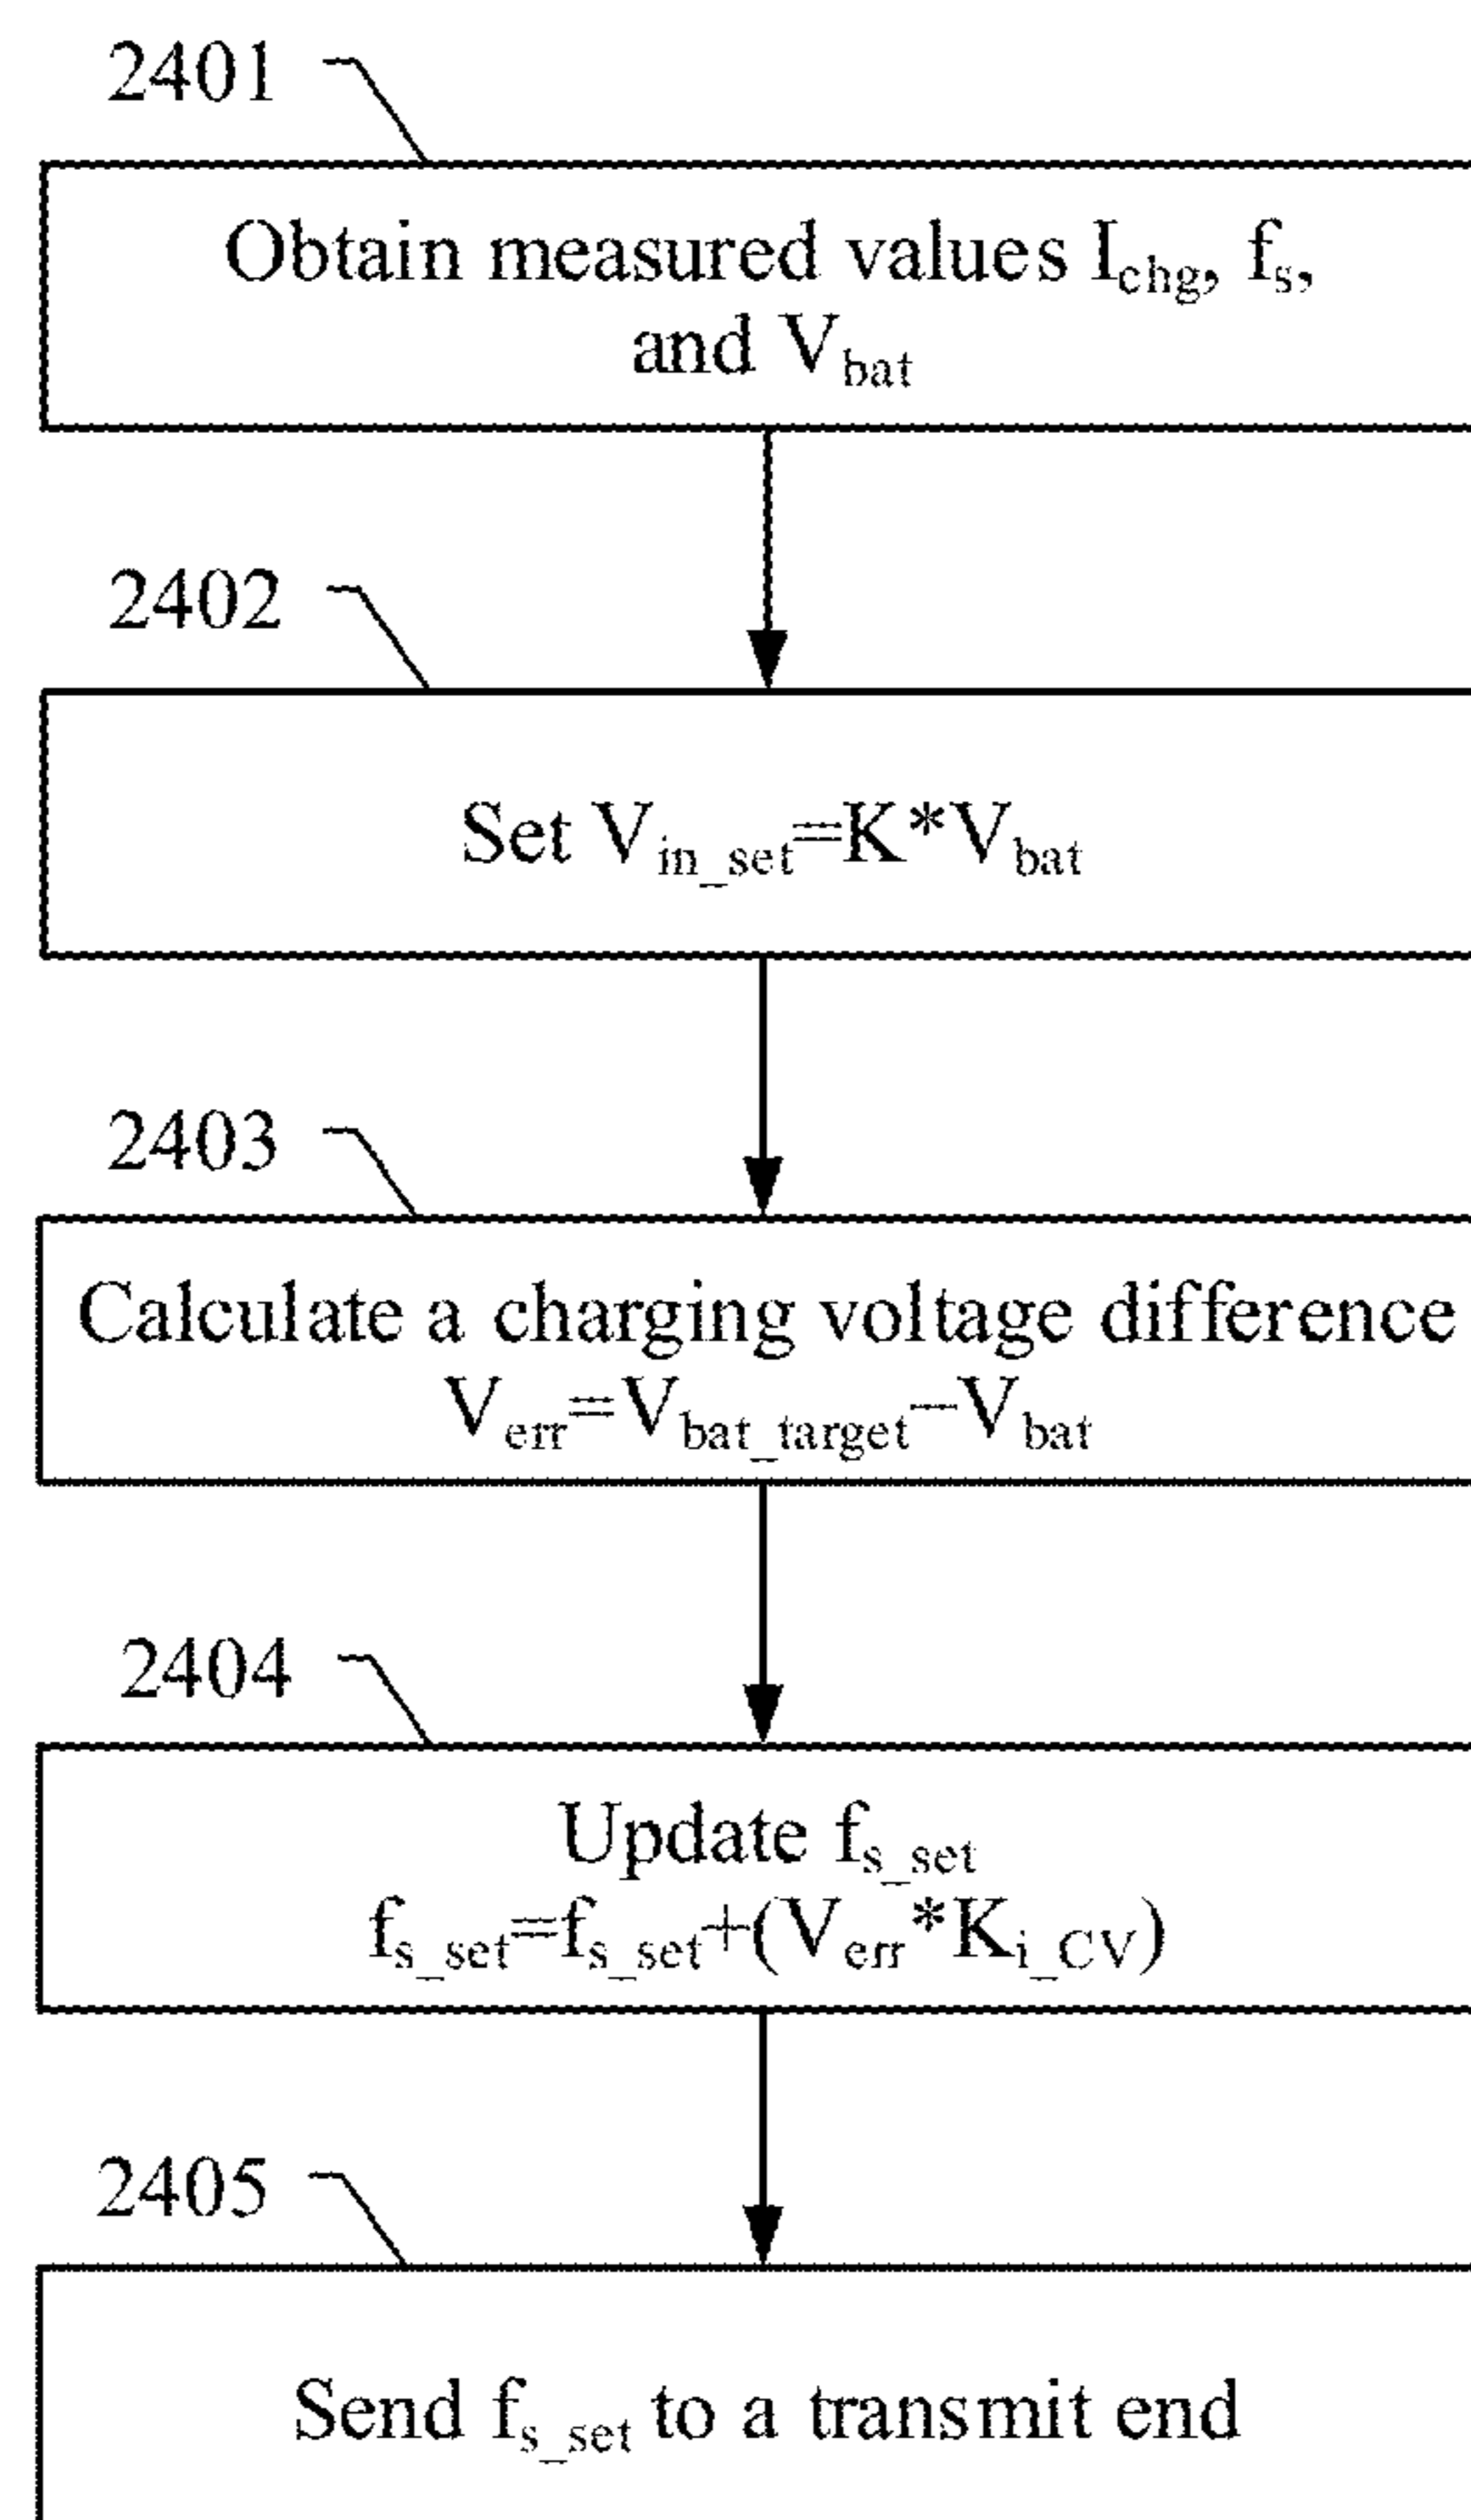 2401
Obtain measured values I_chg, f_s,
and V_bat
2402
Set V_in_set=K*V_bat
2403
Calculate a charging voltage difference
V_err=V_bat_target−V_bat
2404
Update f_s_set
f_s_set=f_s_set+(V_err*K_i_CV)
2405
Send f_s_set to a transmit end